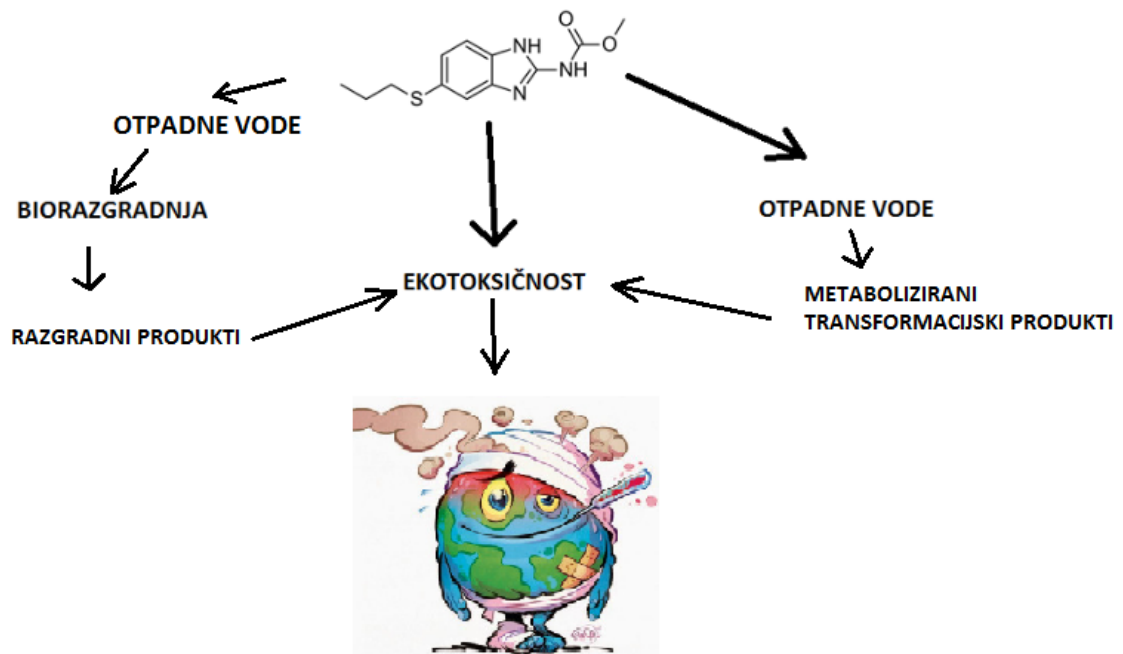 O
NH
O
NH
N
S
OTPADNE VODE
BIORAZGRADNJA
OTPADNE VODE
EKOTOKSIČNOST
METABOLIZIRANI
TRANSFORMACIJSKI PRODUKTI
RAZGRADNI PRODUKTI